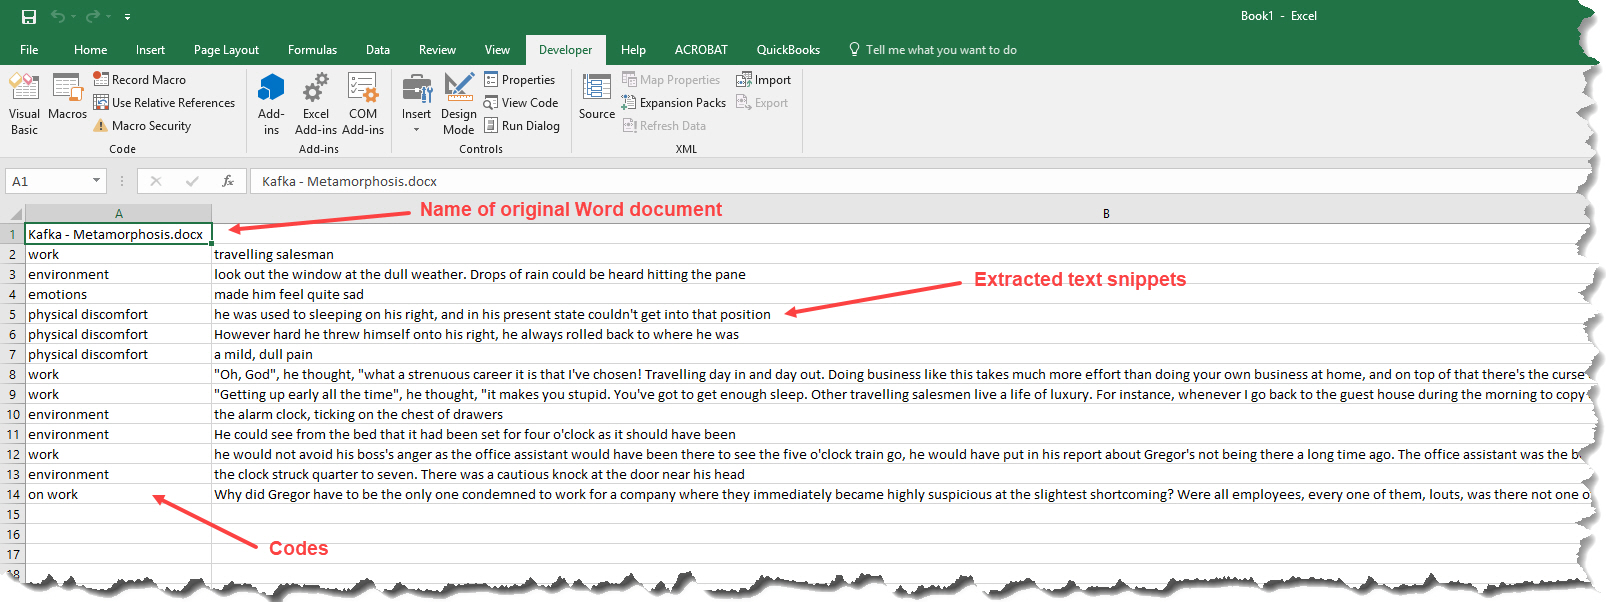 Book1 - Excel
File Home Insert Page Layout Formulas Data Review View Developer Help ACROBAT QuickBooks Tell me what you want to do
Visual Basic
Macros
Record Macro
Use Relative References
Macro Security
Code
Add-ins
Excel Add-ins
COM Add-ins
Add-ins
Insert
Design Mode
Properties
View Code
Run Dialog
Controls
Source
Map Properties
Expansion Packs
Refresh Data
Import
Export
XML
A1 fx Kafka - Metamorphosis.docx
A B
Name of original Word document
1 Kafka - Metamorphosis.docx
2 work travelling salesman
3 environment look out the window at the dull weather. Drops of rain could be heard hitting the pane
Extracted text snippets
4 emotions made him feel quite sad
5 physical discomfort he was used to sleeping on his right, and in his present state couldn't get into that position
6 physical discomfort However hard he threw himself onto his right, he always rolled back to where he was
7 physical discomfort a mild, dull pain
8 work "Oh, God", he thought, "what a strenuous career it is that I've chosen! Travelling day in and day out. Doing business like this takes much more effort than doing your own business at home, and on top of that there's the curse
9 work "Getting up early all the time", he thought, "it makes you stupid. You've got to get enough sleep. Other travelling salesmen live a life of luxury. For instance, whenever I go back to the guest house during the morning to copy
10 environment the alarm clock, ticking on the chest of drawers
11 environment He could see from the bed that it had been set for four o'clock as it should have been
12 work he would not avoid his boss's anger as the office assistant would have been there to see the five o'clock train go, he would have put in his report about Gregor's not being there a long time ago. The office assistant was the b
13 environment the clock struck quarter to seven. There was a cautious knock at the door near his head
14 on work Why did Gregor have to be the only one condemned to work for a company where they immediately became highly suspicious at the slightest shortcoming? Were all employees, every one of them, louts, was there not one o
15
16
Codes
17
18